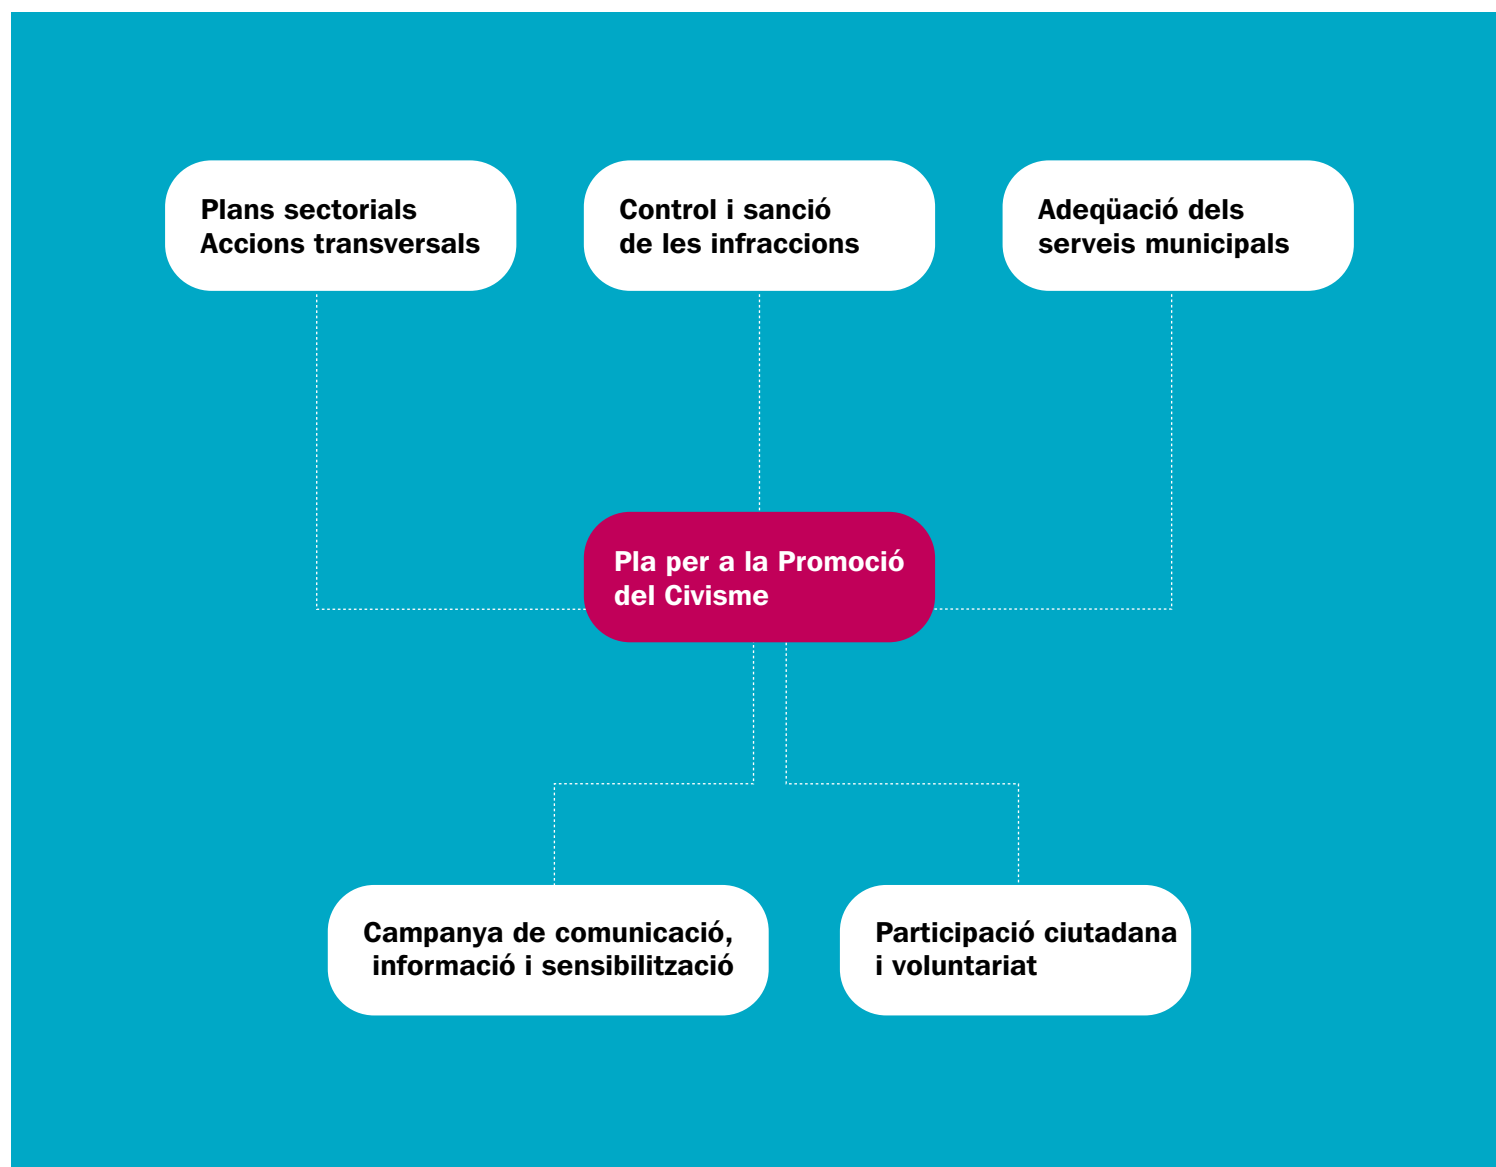 Plans sectorials
Accions transversals
Control i sanció
de les infraccions
Adeqüació dels
serveis municipals
Pla per a la Promoció
del Civisme
Campanya de comunicació,
informació i sensibilització
Participació ciutadana
i voluntariat